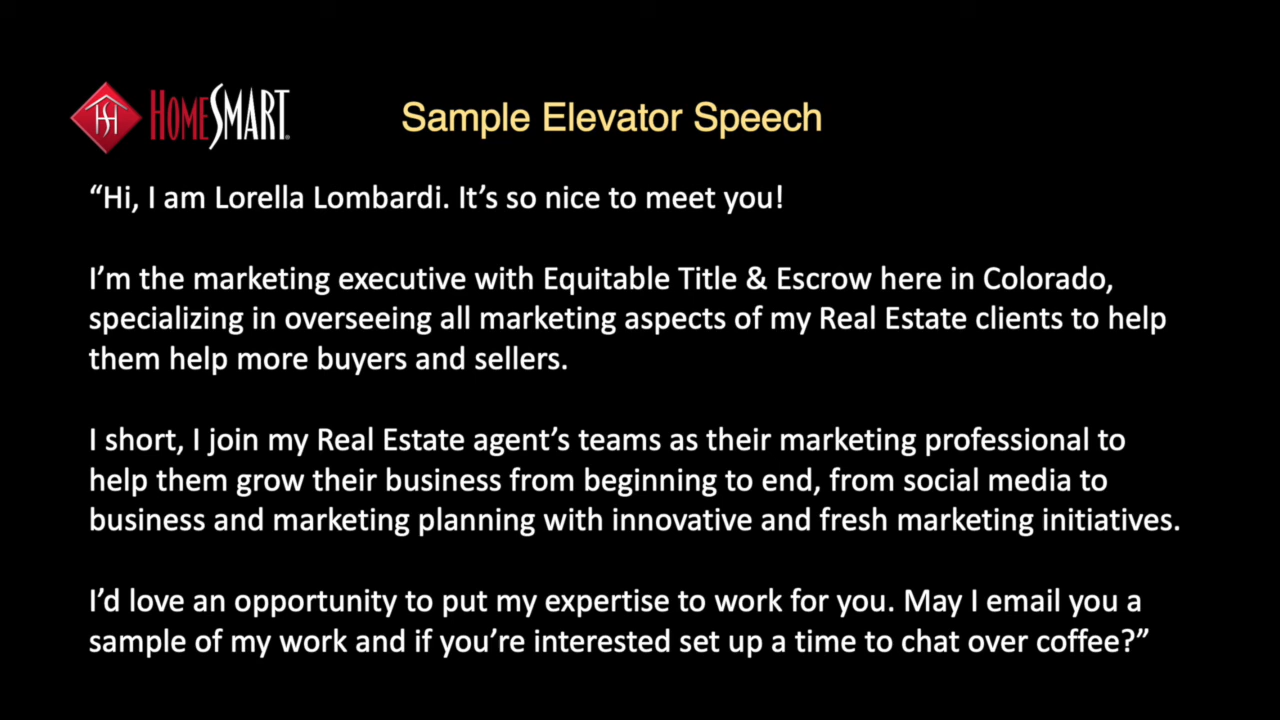 HSH HOMESMART
Sample Elevator Speech
“Hi, I am Lorella Lombardi. It’s so nice to meet you!
I’m the marketing executive with Equitable Title & Escrow here in Colorado,
specializing in overseeing all marketing aspects of my Real Estate clients to help
them help more buyers and sellers.
I short, I join my Real Estate agent’s teams as their marketing professional to
help them grow their business from beginning to end, from social media to
business and marketing planning with innovative and fresh marketing initiatives.
I’d love an opportunity to put my expertise to work for you. May I email you a
sample of my work and if you’re interested set up a time to chat over coffee?”